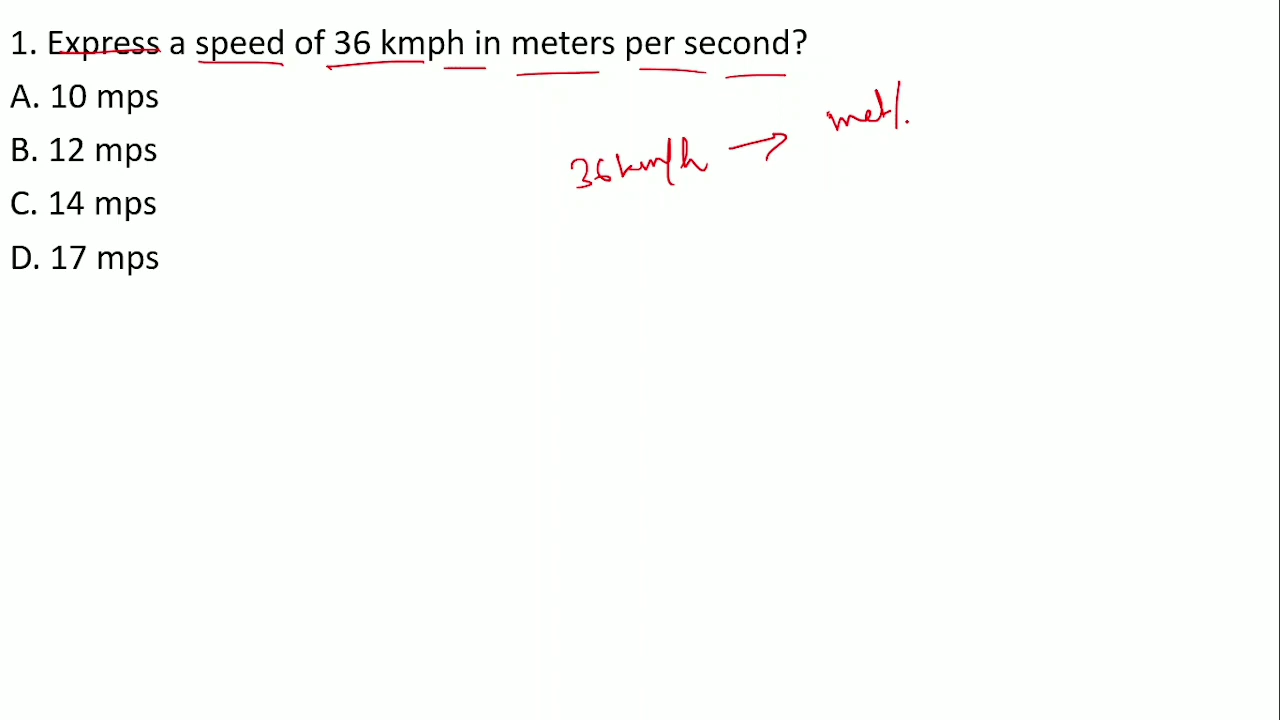 1. Express a speed of 36 kmph in meters per second?
A. 10 mps
B. 12 mps
C. 14 mps
D. 17 mps
36 km/h → met/.